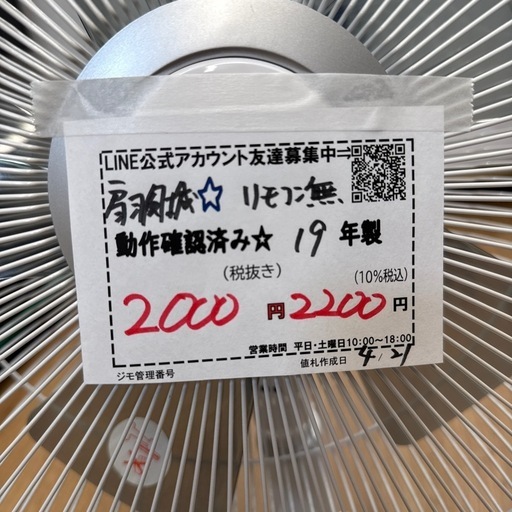 LINE公式アカウント友達募集中⇒
扇風機☆ リモコン無、
動作確認済み☆ 19 年製
(税抜き) (10%税込)
2000 円 2200 円
営業時間 平日・土曜日10:00～18:00
ジモ管理番号 値札作成日 4/21